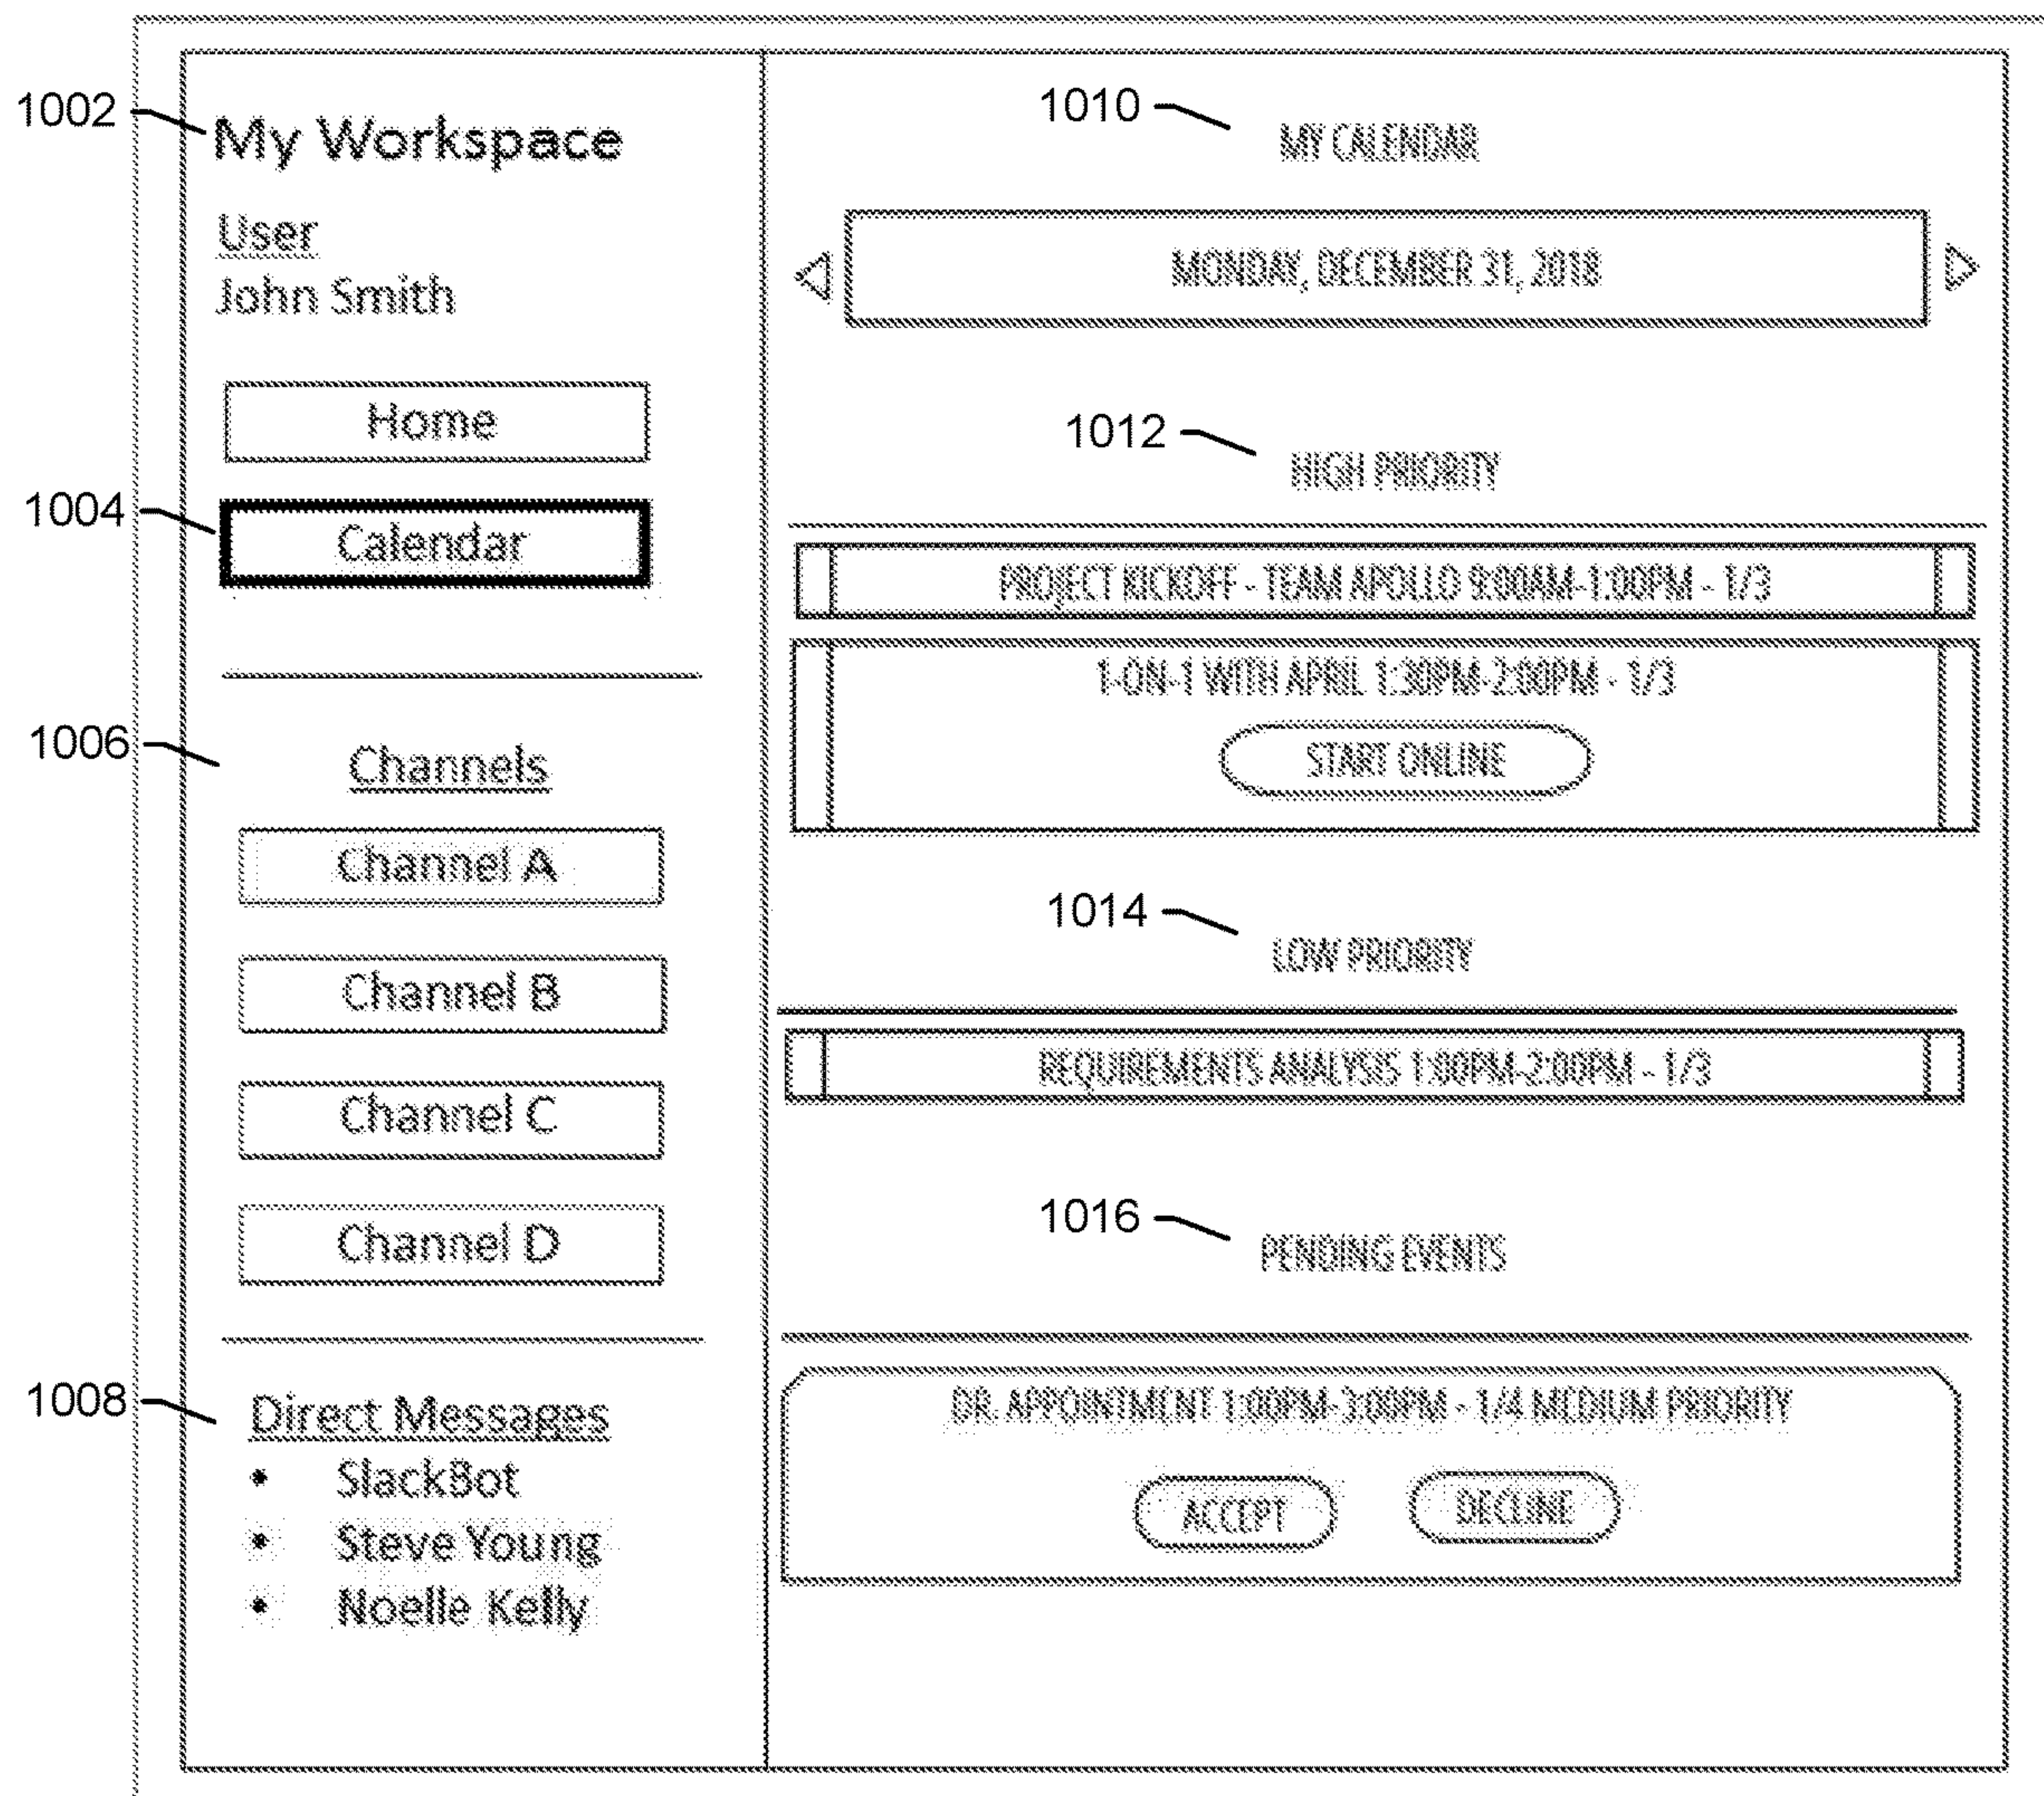 1002
My Workspace
User
John Smith
Home
1004
Calendar
1006
Channels
Channel A
Channel B
Channel C
Channel D
1008
Direct Messages
• SlackBot
• Steve Young
• Noelle Kelly
1010
MY CALENDAR
MONDAY, DECEMBER 31, 2018
1012
HIGH PRIORITY
PROJECT KICKOFF - TEAM APOLLO 9:00AM-1:00PM - 1/3
1-ON-1 WITH APRIL 1:30PM-2:00PM - 1/3
START ONLINE
1014
LOW PRIORITY
REQUIREMENTS ANALYSIS 1:00PM-2:00PM - 1/3
1016
PENDING EVENTS
DR. APPOINTMENT 1:00PM-3:00PM - 1/4 MEDIUM PRIORITY
ACCEPT
DECLINE